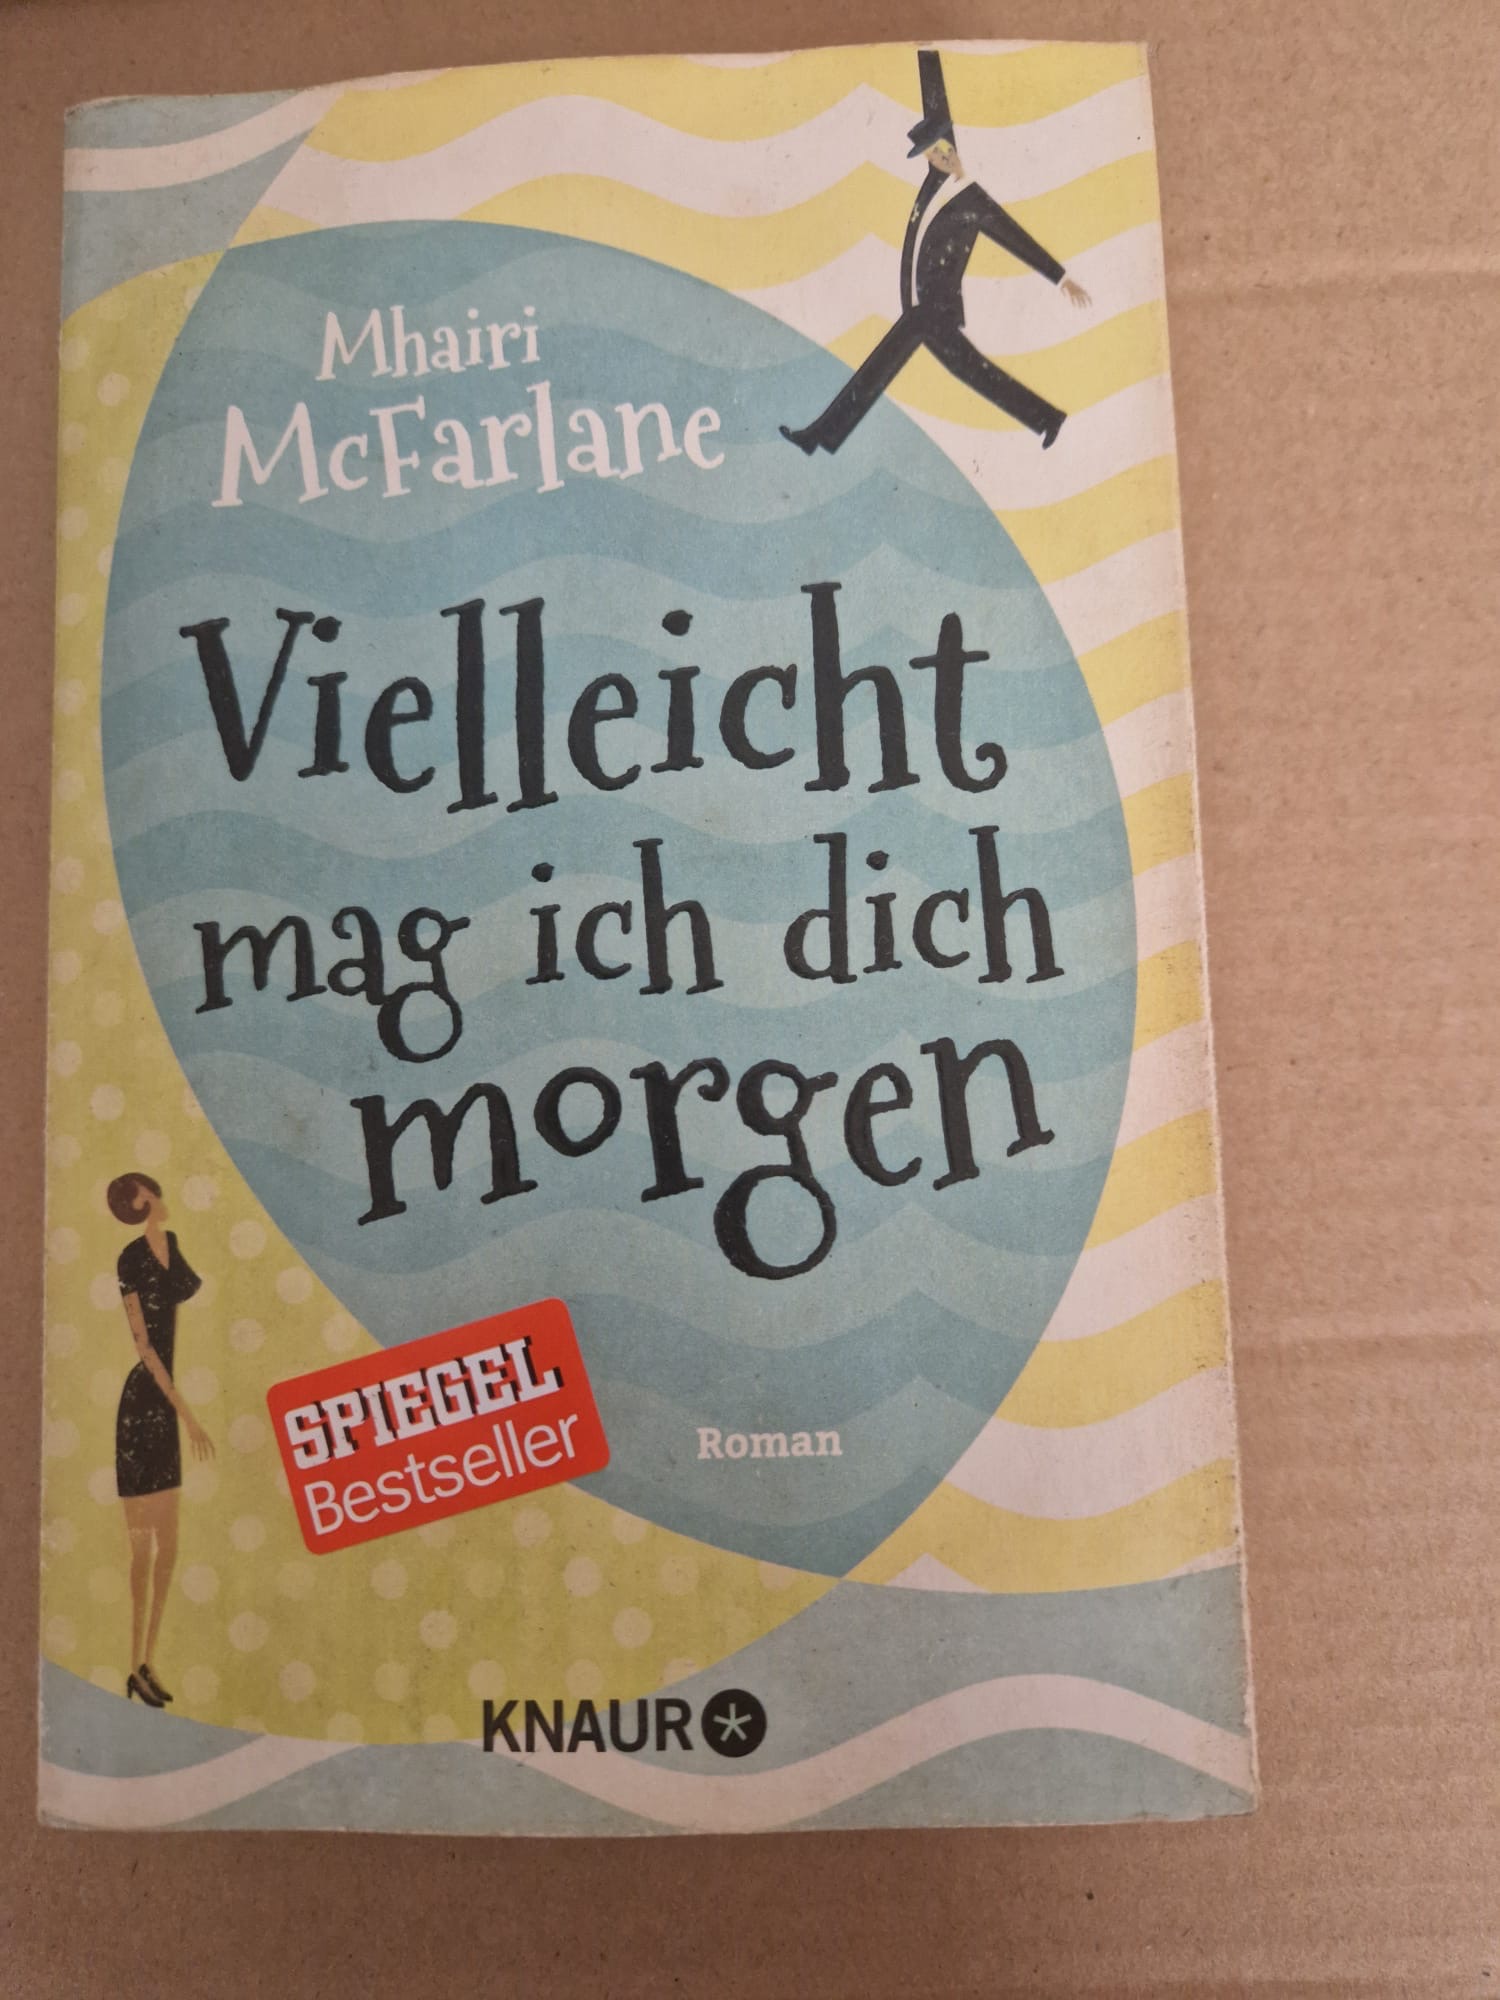 Mhairi
McFarlane
Vielleicht
mag ich dich
morgen
SPIEGEL
Bestseller
Roman
KNAUR*